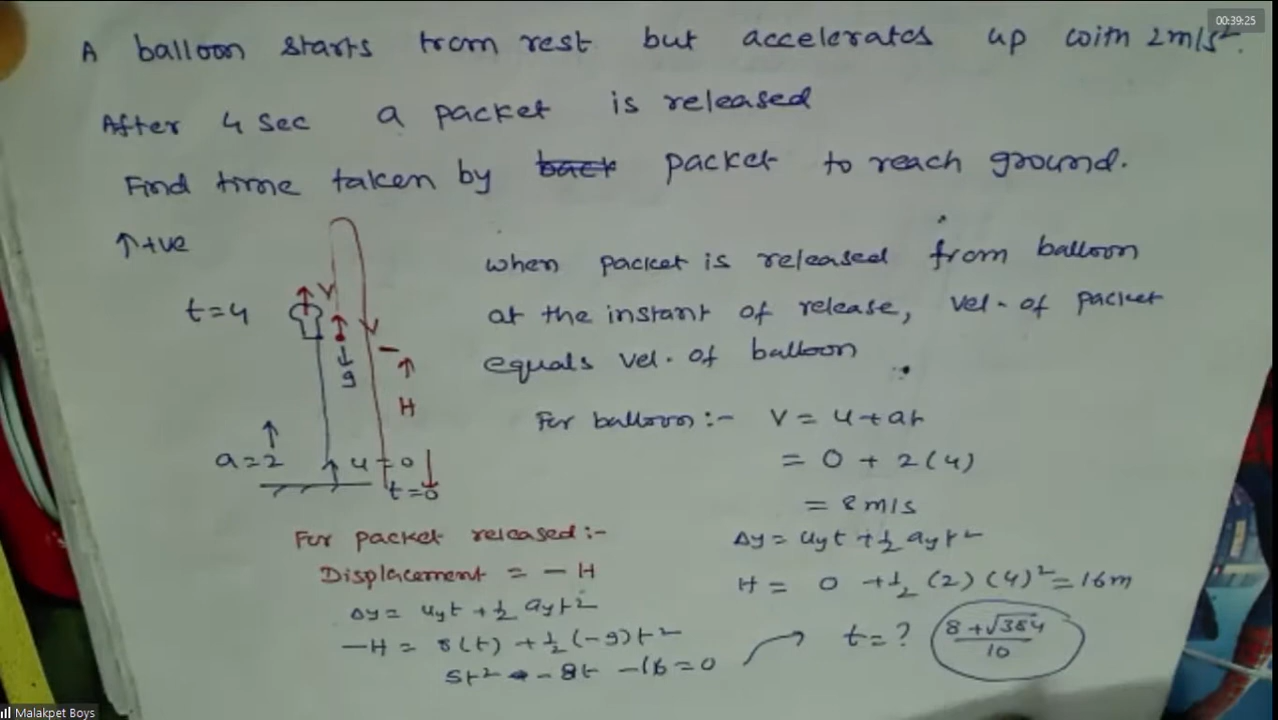 00:39:25
A balloon starts from rest but accelerates up with 2m/s².
After 4 sec a packet is released
Find time taken by packet to reach ground.
↑+ve
t=4
V
g
H
a=2
u=0
t=0
when packet is released from balloon
at the instant of release, vel. of packet
equals vel. of balloon
For balloon:- V = u+at
= 0 + 2(4)
= 8 m/s
Δy = uyt + ½ ayt²
H = 0 + ½ (2) (4)² = 16m
For packet released:-
Displacement = - H
Δy = uyt + ½ ayt²
-H = 8(t) + ½(-g)t²
5t² - 8t - 16 = 0
t = ? 8+√384/10
Malakpet Boys